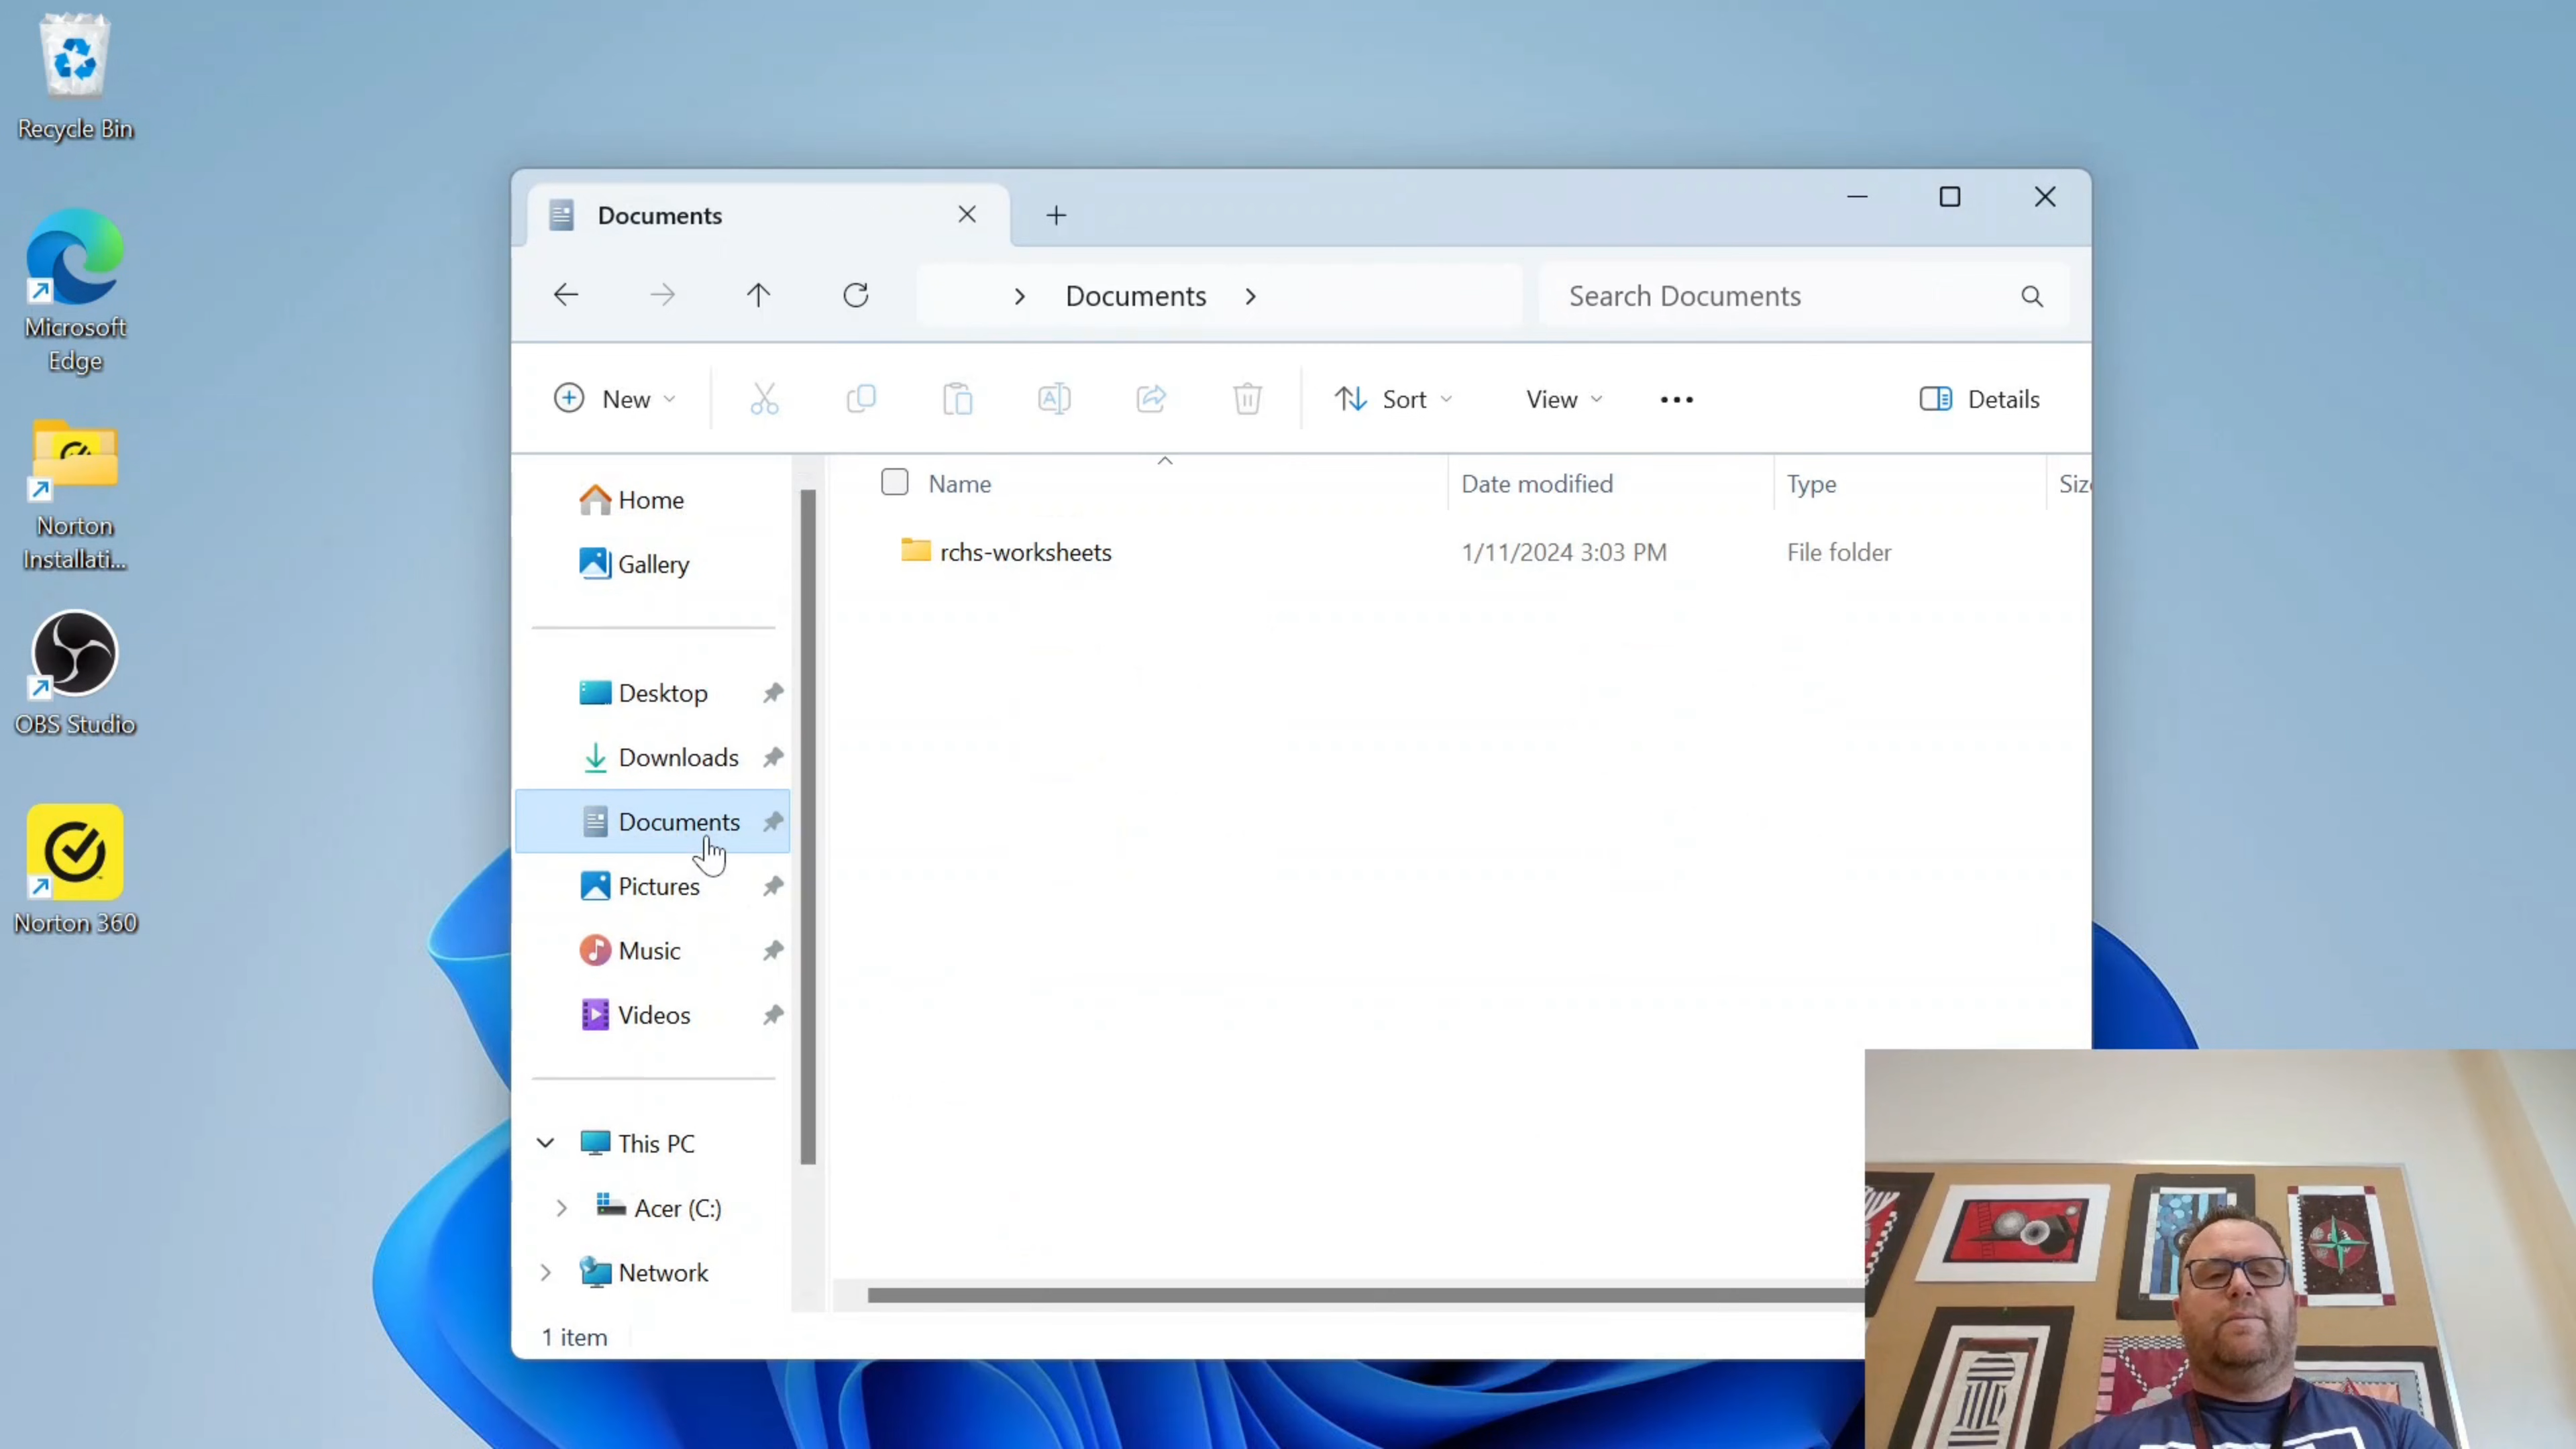 Recycle Bin
Microsoft
Edge
Norton
Installati...
OBS Studio
Norton 360
Documents
Documents
Search Documents
New
Sort
View
Details
Home
Gallery
Desktop
Downloads
Documents
Pictures
Music
Videos
This PC
Acer (C:)
Network
Name
Date modified
Type
Siz
rchs-worksheets
1/11/2024 3:03 PM
File folder
1 item